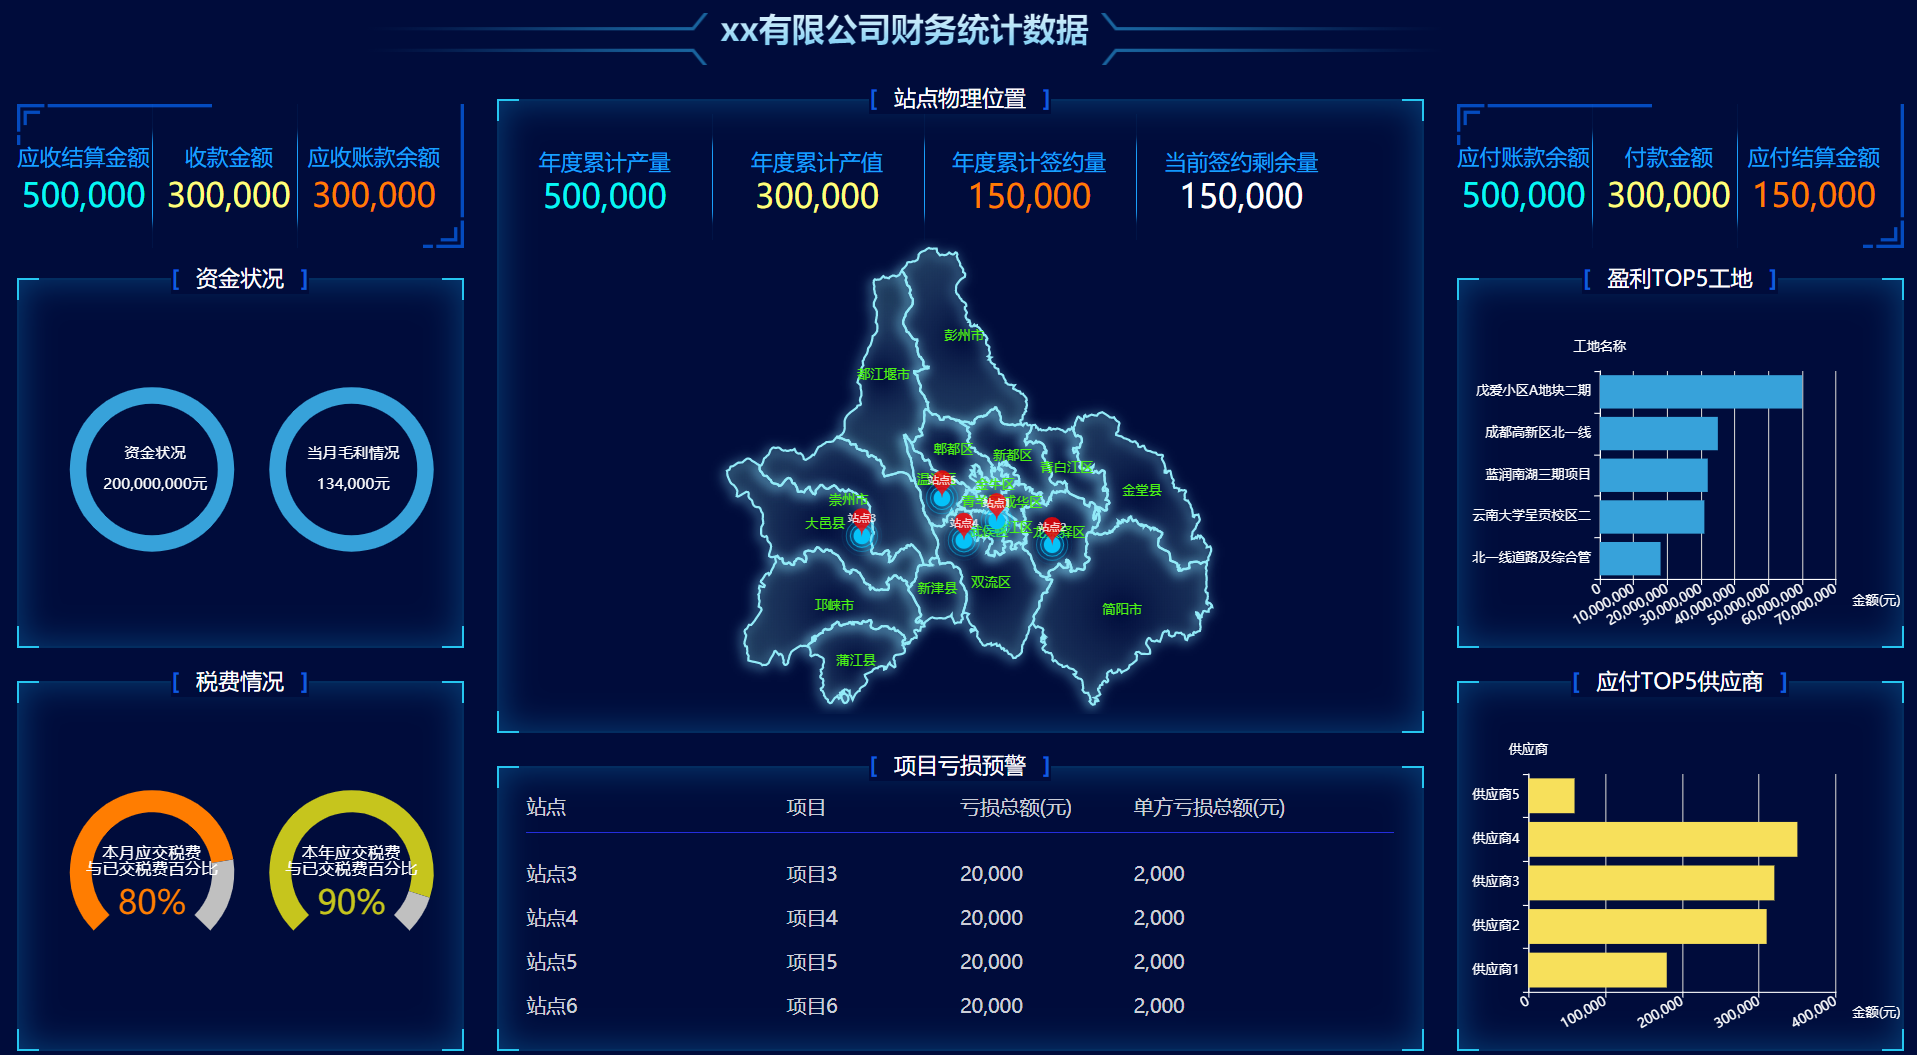 xx有限公司财务统计数据
应收结算金额 收款金额 应收账款余额
500,000 300,000 300,000
[ 资金状况 ]
资金状况
200,000,000元
当月毛利情况
134,000元
[ 税费情况 ]
本月应交税费
与已交税费百分比
80%
本年应交税费
与已交税费百分比
90%
[ 站点物理位置 ]
年度累计产量 年度累计产值 年度累计签约量 当前签约剩余量
500,000 300,000 150,000 150,000
彭州市
都江堰市
郫都区
新都区
青白江区
金堂县
站点5
崇州市
成华区
站点3
大邑县
站点4
站点2
双流区
新津县
邛崃市
简阳市
蒲江县
[ 项目亏损预警 ]
站点 项目 亏损总额(元) 单方亏损总额(元)
站点3 项目3 20,000 2,000
站点4 项目4 20,000 2,000
站点5 项目5 20,000 2,000
站点6 项目6 20,000 2,000
应付账款余额 付款金额 应付结算金额
500,000 300,000 150,000
[ 盈利TOP5工地 ]
工地名称
戊爱小区A地块二期
成都高新区北一线
蓝润南湖三期项目
云南大学呈贡校区二
北一线道路及综合管
0 10,000,000 20,000,000 30,000,000 40,000,000 50,000,000 60,000,000 70,000,000
金额(元)
[ 应付TOP5供应商 ]
供应商
供应商5
供应商4
供应商3
供应商2
供应商1
0 100,000 200,000 300,000 400,000
金额(元)